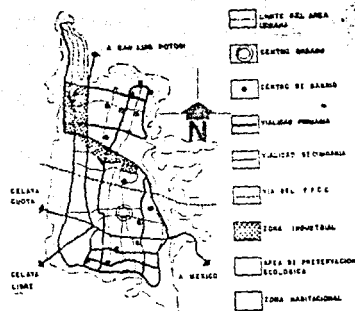 LIMITE DEL AREA
URBANA
A SAN LUIS POTOSI
CENTRO URBANO
CENTRO DE BARRIO
N
VIALIDAD PRIMARIA
VIALIDAD SECUNDARIA
VIA DEL F.F.C.C.
CELAYA
CUOTA
ZONA INDUSTRIAL
CELAYA
LIBRE
A MEXICO
AREA DE PRESERVACION
ECOLOGICA
ZONA HABITACIONAL